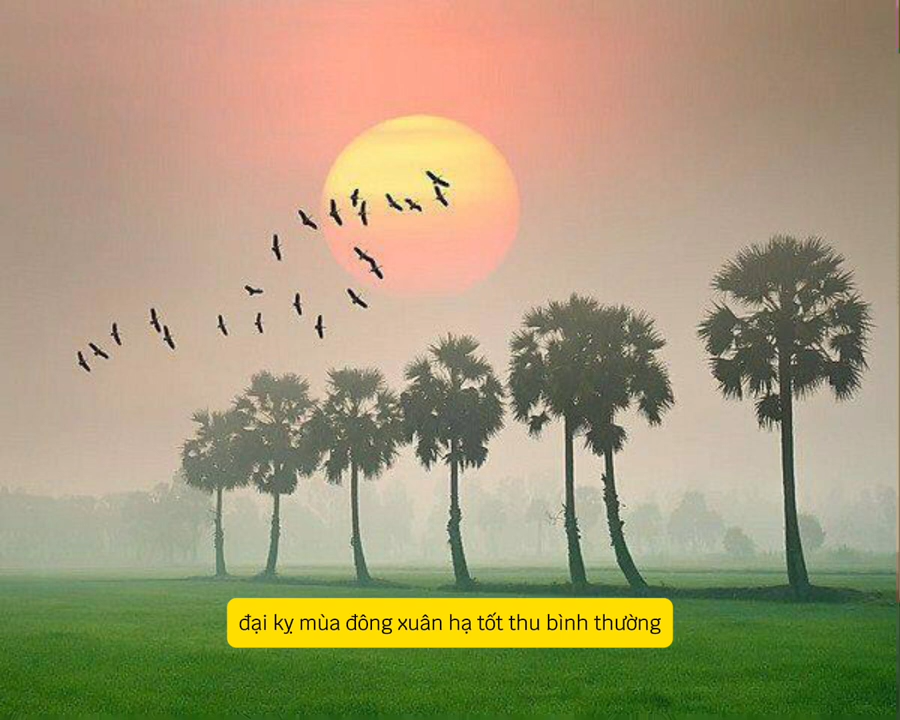 đại kỵ mùa đông xuân hạ tốt thu bình thường